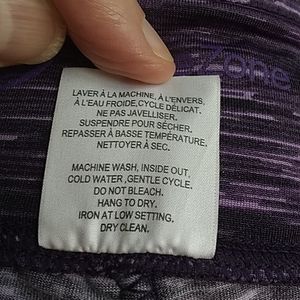 Zone
LAVER À LA MACHINE, À L'ENVERS,
À L'EAU FROIDE,CYCLE DÉLICAT.
NE PAS JAVELLISER.
SUSPENDRE POUR SÉCHER.
REPASSER À BASSE TEMPÉRATURE,
NETTOYER À SEC.
MACHINE WASH, INSIDE OUT,
COLD WATER ,GENTLE CYCLE.
DO NOT BLEACH.
HANG TO DRY.
IRON AT LOW SETTING,
DRY CLEAN.